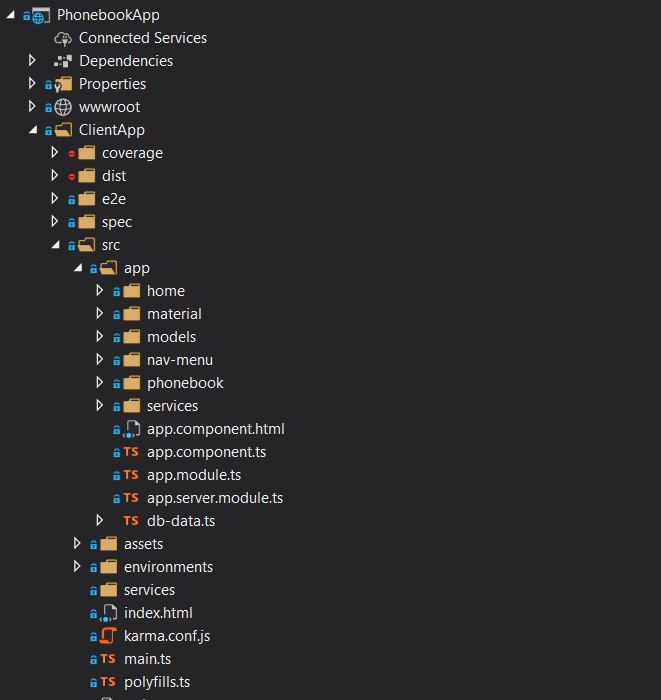 PhonebookApp
Connected Services
Dependencies
Properties
wwwroot
ClientApp
coverage
dist
e2e
spec
src
app
home
material
models
nav-menu
phonebook
services
app.component.html
TS app.component.ts
TS app.module.ts
TS app.server.module.ts
TS db-data.ts
assets
environments
services
index.html
karma.conf.js
TS main.ts
TS polyfills.ts